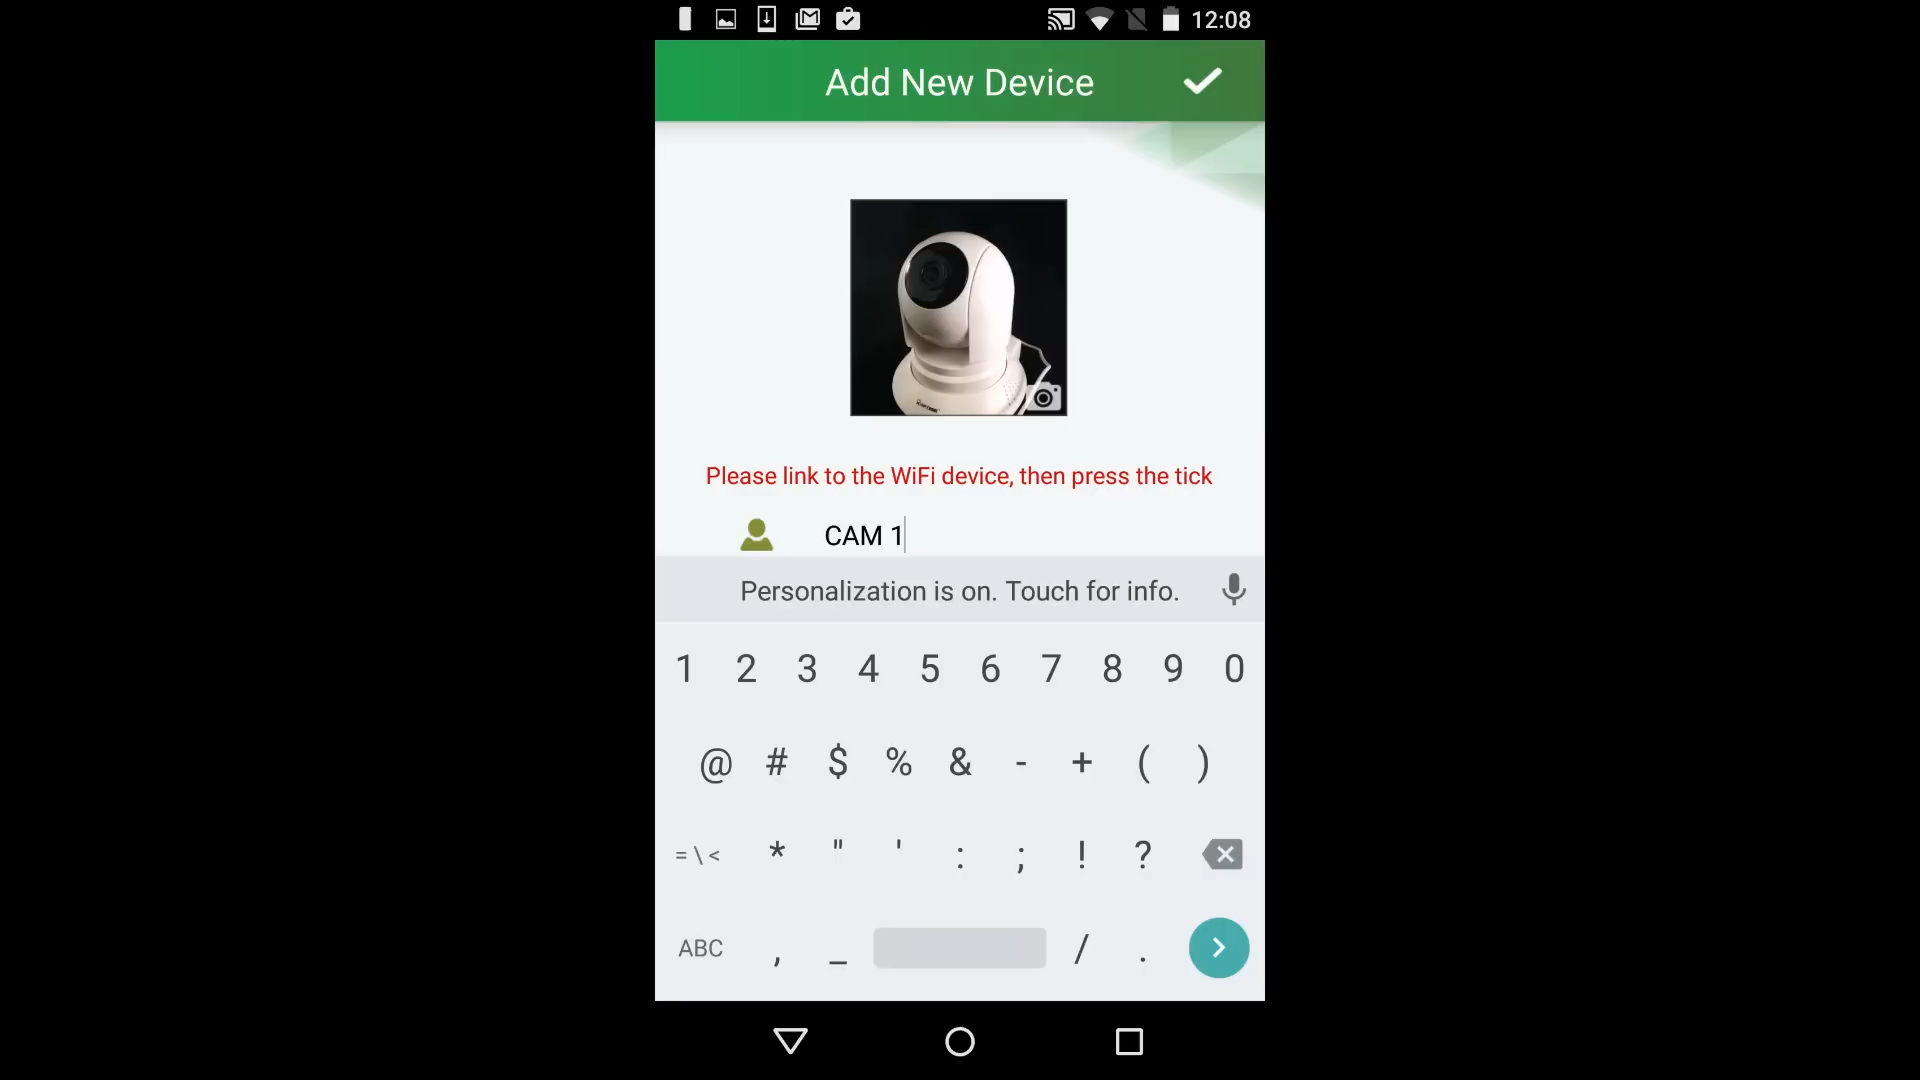 12:08
Add New Device
Please link to the WiFi device, then press the tick
CAM 1
Personalization is on. Touch for info.
1 2 3 4 5 6 7 8 9 0
@ # $ % & - + ( )
= \ < * " ' : ; ! ?
ABC , _ / .